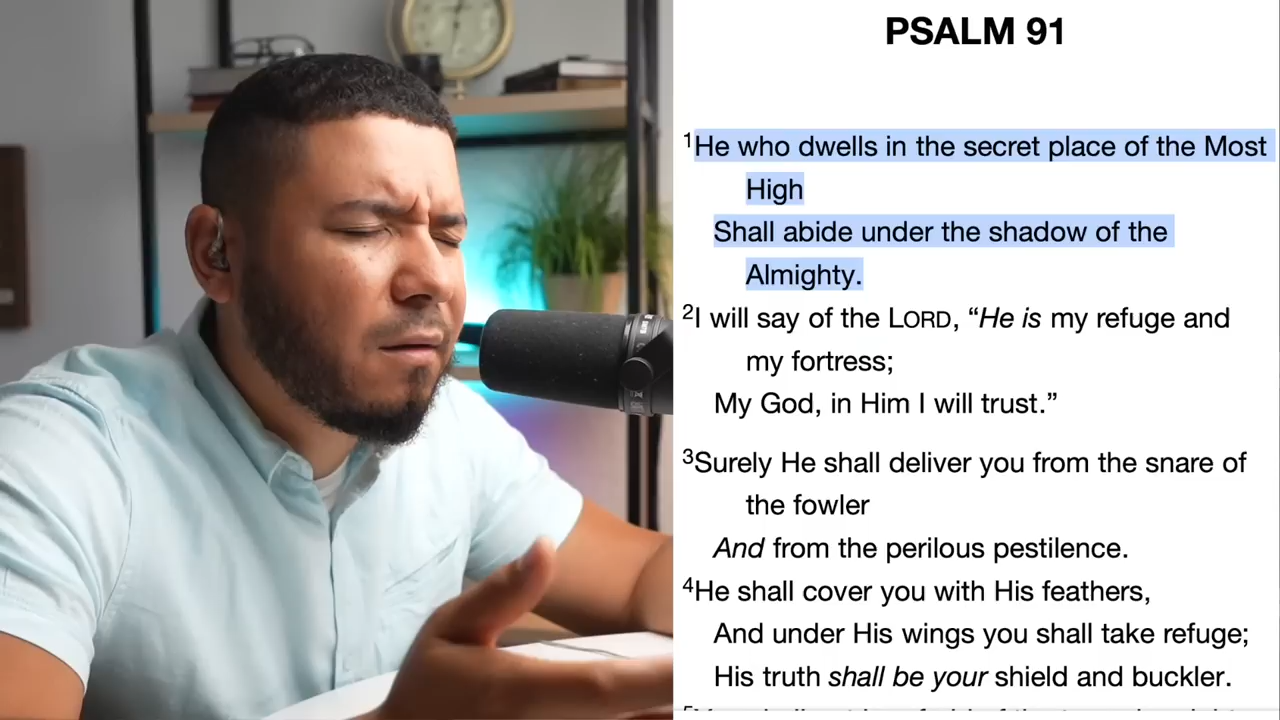 PSALM 91
1He who dwells in the secret place of the Most
High
Shall abide under the shadow of the
Almighty.
2I will say of the LORD, “He is my refuge and
my fortress;
My God, in Him I will trust.”
3Surely He shall deliver you from the snare of
the fowler
And from the perilous pestilence.
4He shall cover you with His feathers,
And under His wings you shall take refuge;
His truth shall be your shield and buckler.